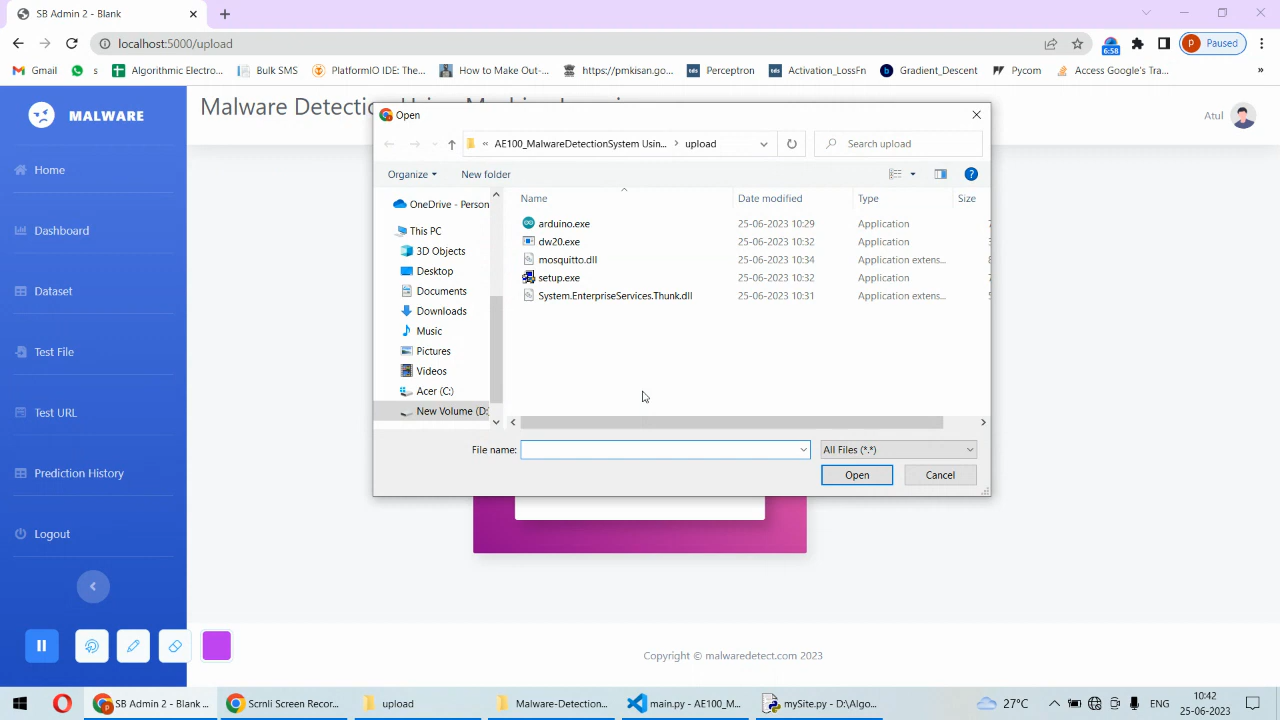 SB Admin 2 - Blank
localhost:5000/upload
6:58
P Paused
Gmail
s
Algorithmic Electro...
Bulk SMS
PlatformIO IDE: The...
How to Make Out-...
https://pmkisan.go...
tds Perceptron
tds Activation_LossFn
b Gradient_Descent
Pycom
Access Google's Tra...
»
MALWARE
Malware Detectio
Atul
Home
Dashboard
Dataset
Test File
Test URL
Prediction History
Logout
Open
« AE100_MalwareDetectionSystem Usin... > upload
Search upload
Organize
New folder
OneDrive - Person
This PC
3D Objects
Desktop
Documents
Downloads
Music
Pictures
Videos
Acer (C:)
New Volume (D:
Name Date modified Type Size
arduino.exe 25-06-2023 10:29 Application
dw20.exe 25-06-2023 10:32 Application
mosquitto.dll 25-06-2023 10:34 Application extens...
setup.exe 25-06-2023 10:32 Application
System.EnterpriseServices.Thunk.dll 25-06-2023 10:31 Application extens...
File name:
All Files (*.*)
Open Cancel
Copyright © malwaredetect.com 2023
SB Admin 2 - Blank ...
Scrnli Screen Recor...
upload
Malware-Detection...
main.py - AE100_M...
mySite.py - D:\Algo...
27°C
ENG
10:42
25-06-2023